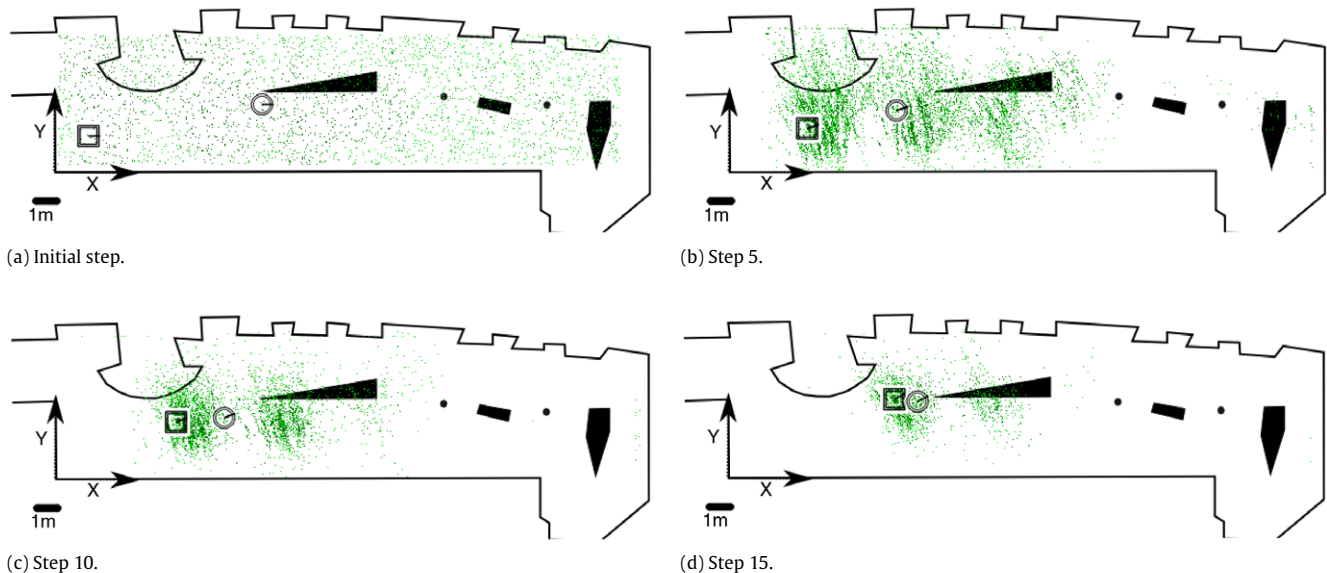 Y
X
1m
(a) Initial step.
Y
X
1m
(b) Step 5.
Y
X
1m
(c) Step 10.
Y
X
1m
(d) Step 15.